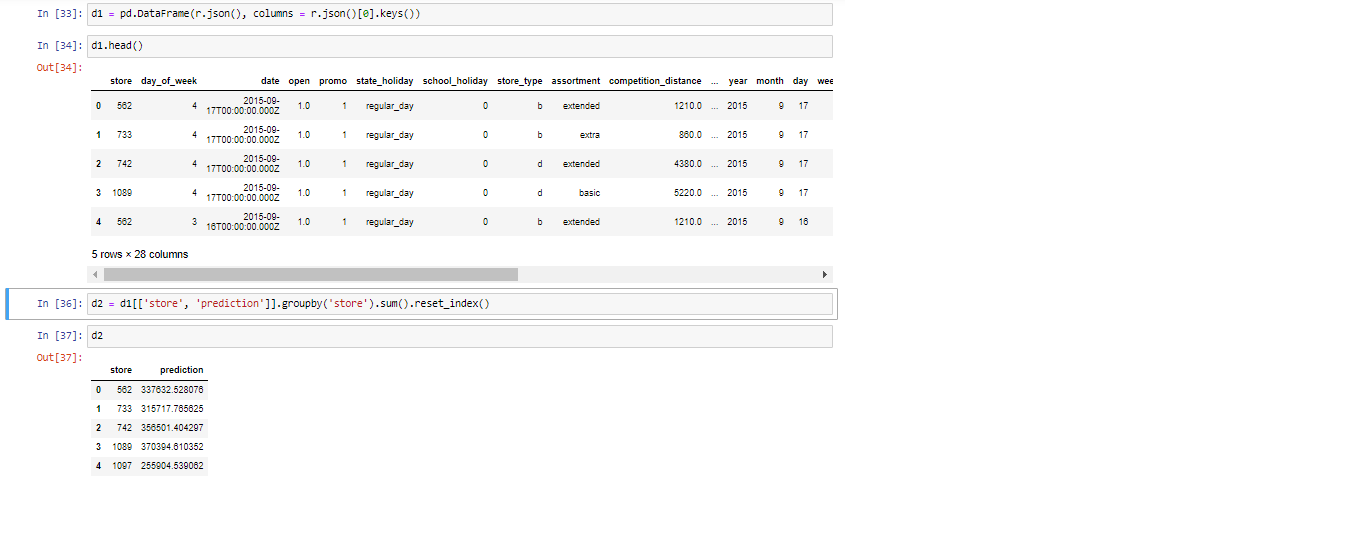 In [33]: d1 = pd.DataFrame(r.json(), columns = r.json()[0].keys())
In [34]: d1.head()
Out[34]:
store day_of_week date open promo state_holiday school_holiday store_type assortment competition_distance ... year month day wee
0 562 4 2015-09-17T00:00:00.000Z 1.0 1 regular_day 0 b extended 1210.0 ... 2015 9 17
1 733 4 2015-09-17T00:00:00.000Z 1.0 1 regular_day 0 b extra 860.0 ... 2015 9 17
2 742 4 2015-09-17T00:00:00.000Z 1.0 1 regular_day 0 d extended 4380.0 ... 2015 9 17
3 1089 4 2015-09-17T00:00:00.000Z 1.0 1 regular_day 0 d basic 5220.0 ... 2015 9 17
4 562 3 2015-09-16T00:00:00.000Z 1.0 1 regular_day 0 b extended 1210.0 ... 2015 9 16
5 rows × 28 columns
In [36]: d2 = d1[['store', 'prediction']].groupby('store').sum().reset_index()
In [37]: d2
Out[37]:
store prediction
0 562 337632.528076
1 733 315717.765625
2 742 356501.404297
3 1089 370394.610352
4 1097 255904.539062